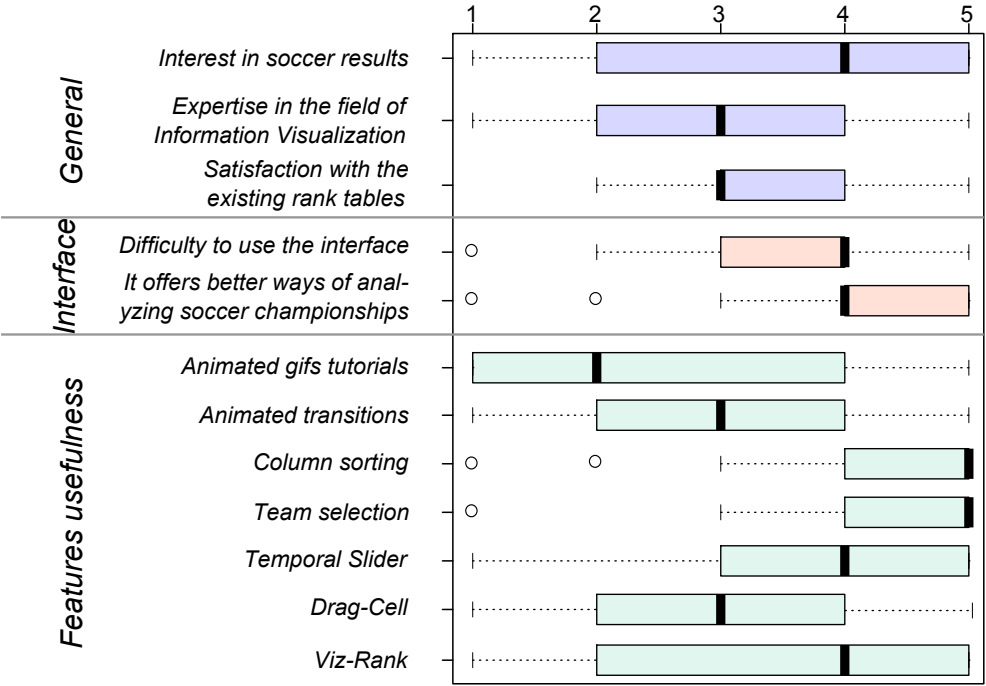 1 2 3 4 5
General
Interest in soccer results
Expertise in the field of
Information Visualization
Satisfaction with the
existing rank tables
Interface
Difficulty to use the interface
It offers better ways of anal-
yzing soccer championships
Features usefulness
Animated gifs tutorials
Animated transitions
Column sorting
Team selection
Temporal Slider
Drag-Cell
Viz-Rank